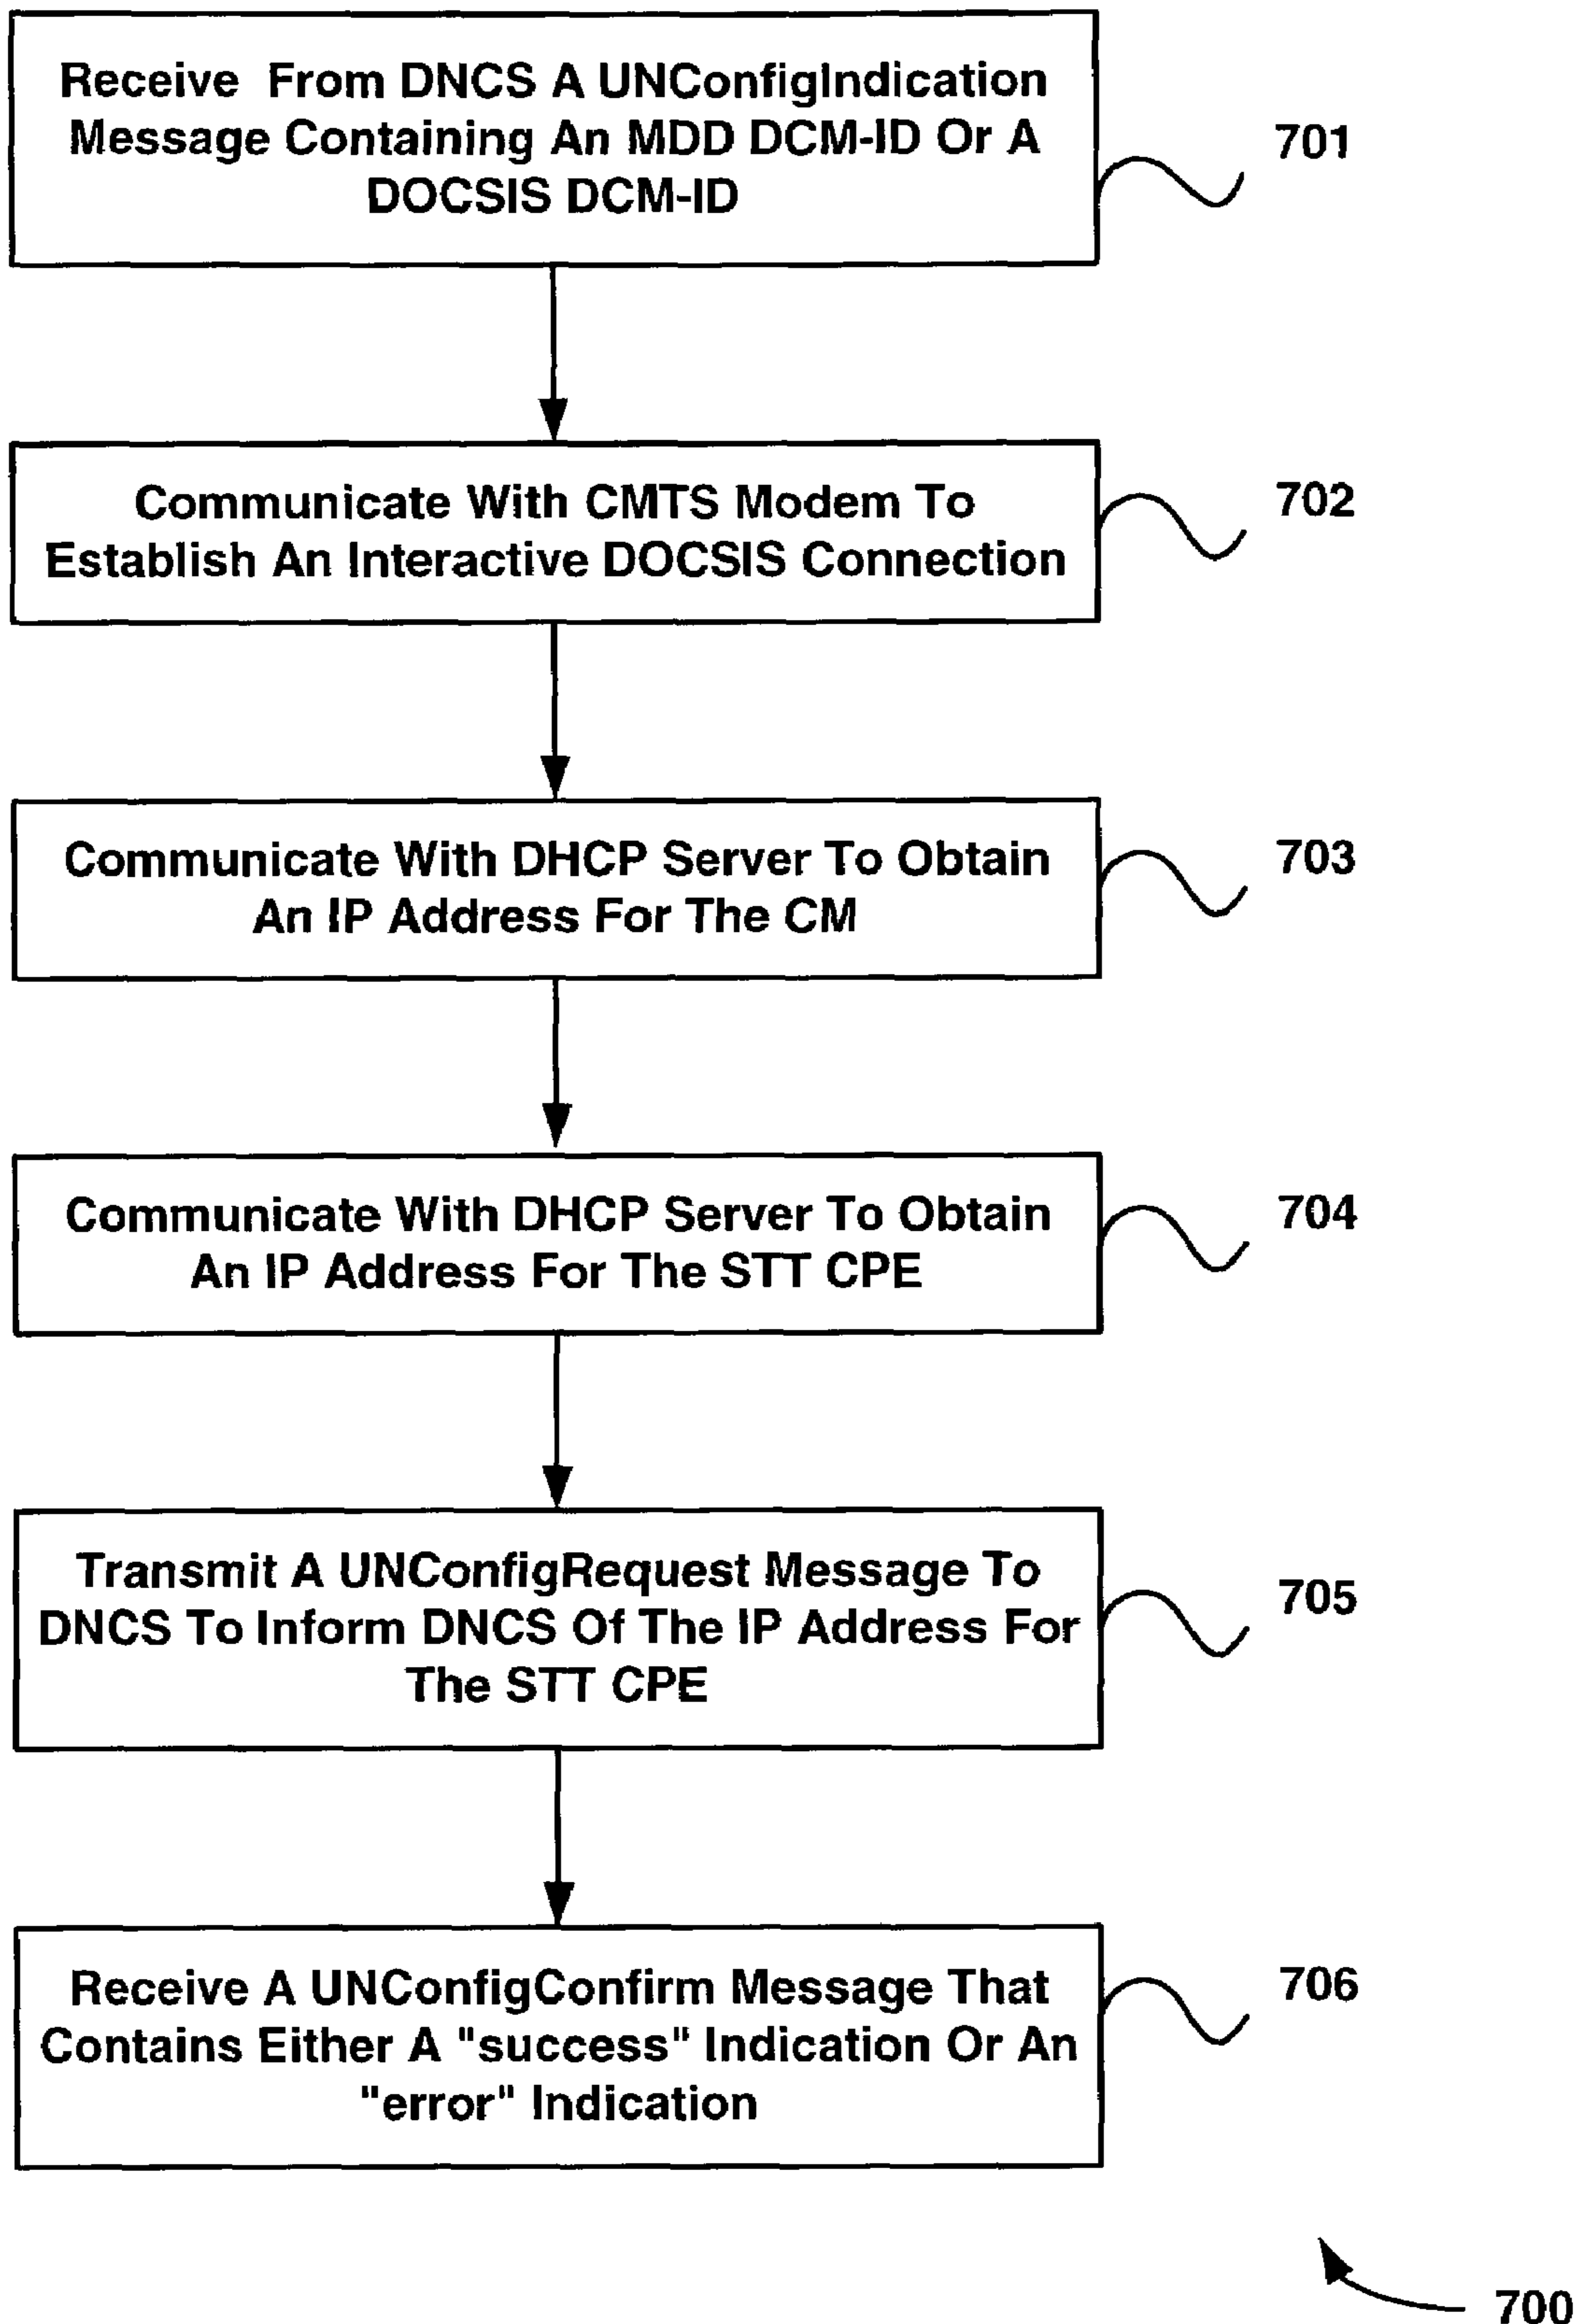 Receive From DNCS A UNConfigIndication
Message Containing An MDD DCM-ID Or A
DOCSIS DCM-ID
701
Communicate With CMTS Modem To
Establish An Interactive DOCSIS Connection
702
Communicate With DHCP Server To Obtain
An IP Address For The CM
703
Communicate With DHCP Server To Obtain
An IP Address For The STT CPE
704
Transmit A UNConfigRequest Message To
DNCS To Inform DNCS Of The IP Address For
The STT CPE
705
Receive A UNConfigConfirm Message That
Contains Either A "success" Indication Or An
"error" Indication
706
700